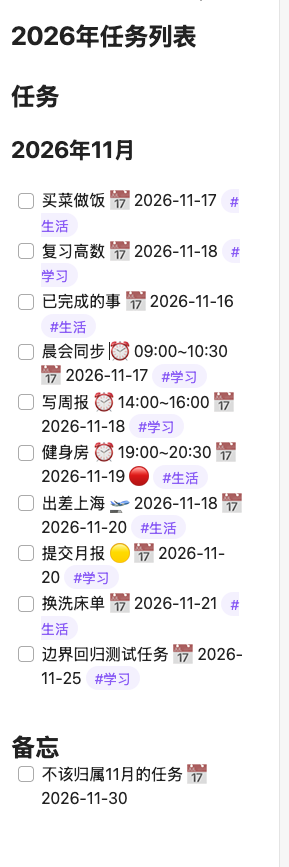 2026年任务列表
任务
2026年11月
买菜做饭 📅 2026-11-17 #
生活
复习高数 📅 2026-11-18 #
学习
已完成的事 📅 2026-11-16
#生活
晨会同步 ⏰ 09:00~10:30
📅 2026-11-17 #学习
写周报 ⏰ 14:00~16:00 📅
2026-11-18 #学习
健身房 ⏰ 19:00~20:30 📅
2026-11-19 🔴 #生活
出差上海 🛫 2026-11-18 📅
2026-11-20 #生活
提交月报 🟡 📅 2026-11-
20 #学习
换洗床单 📅 2026-11-21 #
生活
边界回归测试任务 📅 2026-
11-25 #学习
备忘
不该归属11月的任务 📅
2026-11-30